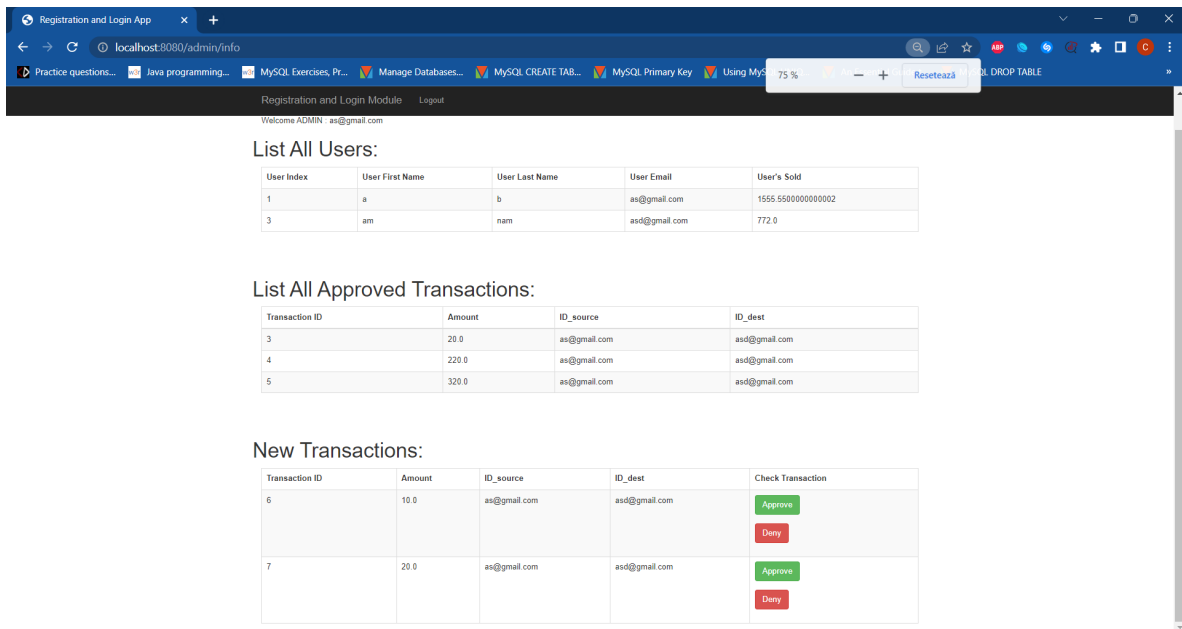 Registration and Login App
localhost:8080/admin/info
ABP
C
Practice questions... w3r Java programming... w3r MySQL Exercises, Pr... Manage Databases... MySQL CREATE TAB... MySQL Primary Key Using MyS QL DROP TABLE »
75 % − + Resetează
Registration and Login Module Logout
Welcome ADMIN : as@gmail.com
List All Users:
User Index User First Name User Last Name User Email User's Sold
1 a b as@gmail.com 1555.5500000000002
3 am nam asd@gmail.com 772.0
List All Approved Transactions:
Transaction ID Amount ID_source ID_dest
3 20.0 as@gmail.com asd@gmail.com
4 220.0 as@gmail.com asd@gmail.com
5 320.0 as@gmail.com asd@gmail.com
New Transactions:
Transaction ID Amount ID_source ID_dest Check Transaction
6 10.0 as@gmail.com asd@gmail.com Approve
Deny
7 20.0 as@gmail.com asd@gmail.com Approve
Deny